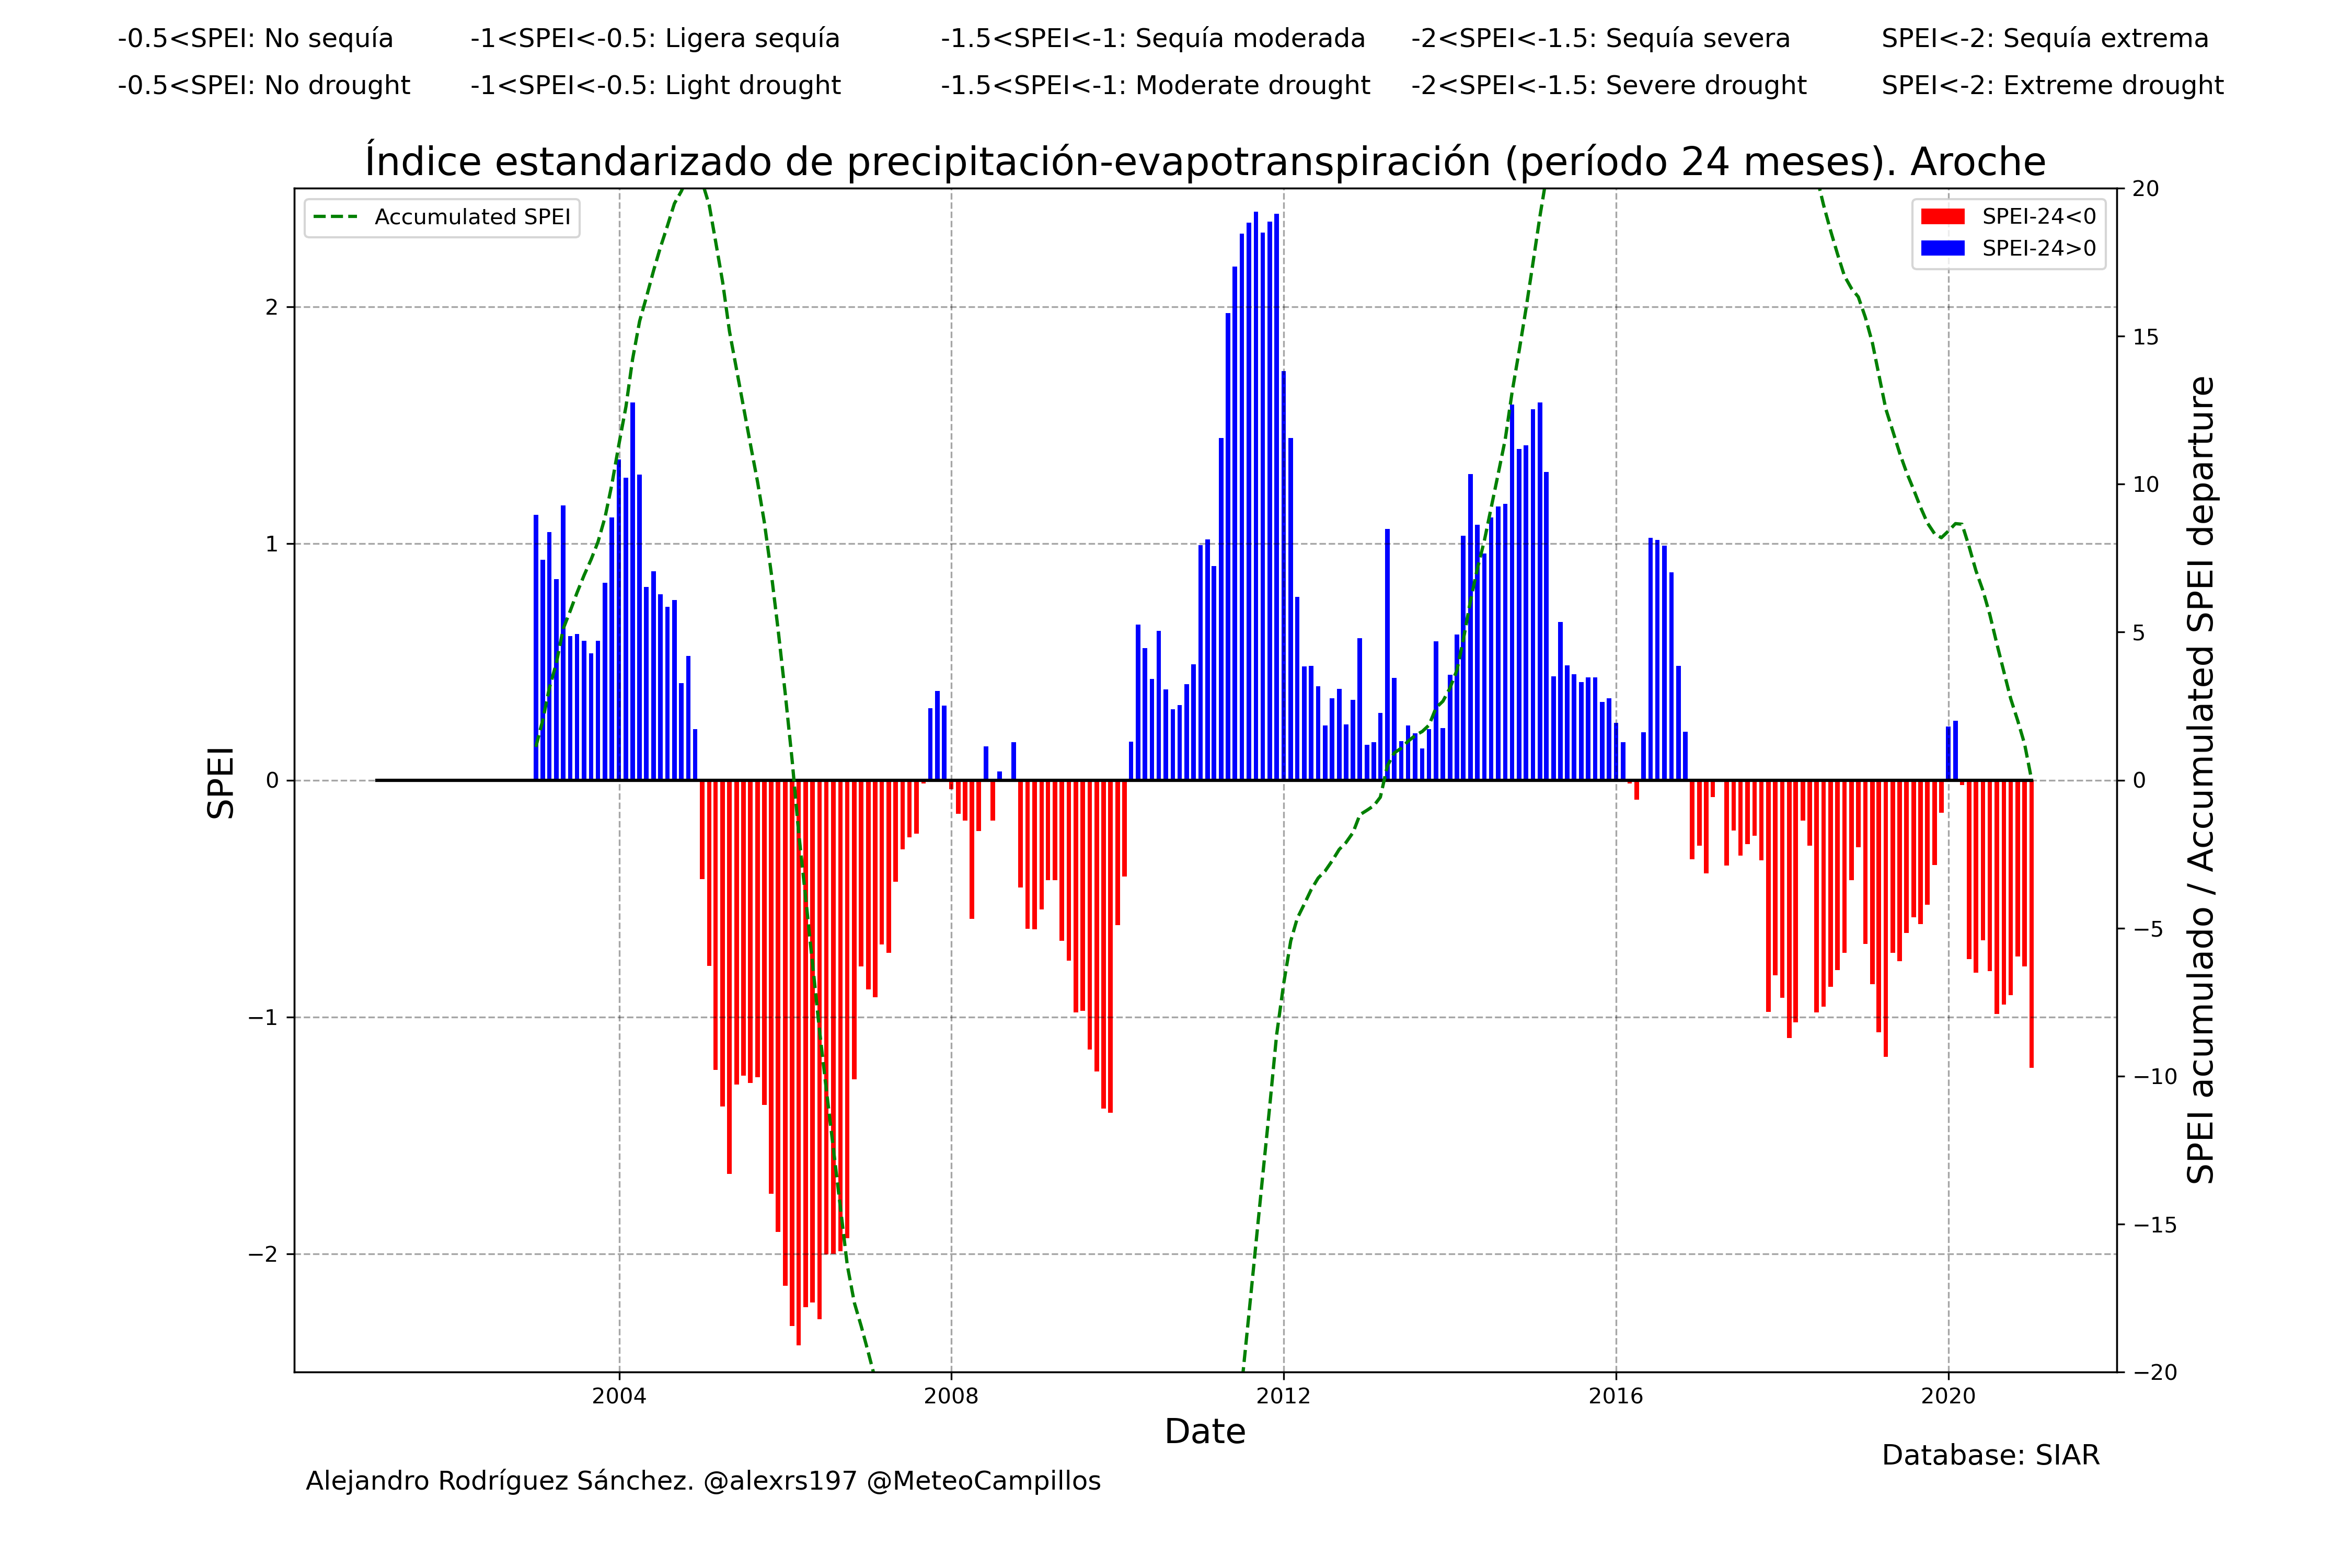 -0.5<SPEI: No sequía -1<SPEI<-0.5: Ligera sequía -1.5<SPEI<-1: Sequía moderada -2<SPEI<-1.5: Sequía severa SPEI<-2: Sequía extrema
-0.5<SPEI: No drought -1<SPEI<-0.5: Light drought -1.5<SPEI<-1: Moderate drought -2<SPEI<-1.5: Severe drought SPEI<-2: Extreme drought
Índice estandarizado de precipitación-evapotranspiración (período 24 meses). Aroche
Accumulated SPEI
SPEI-24<0
SPEI-24>0
SPEI
2
1
0
−1
−2
20
15
10
5
0
−5
−10
−15
−20
SPEI acumulado / Accumulated SPEI departure
2004 2008 2012 2016 2020
Date
Database: SIAR
Alejandro Rodríguez Sánchez. @alexrs197 @MeteoCampillos